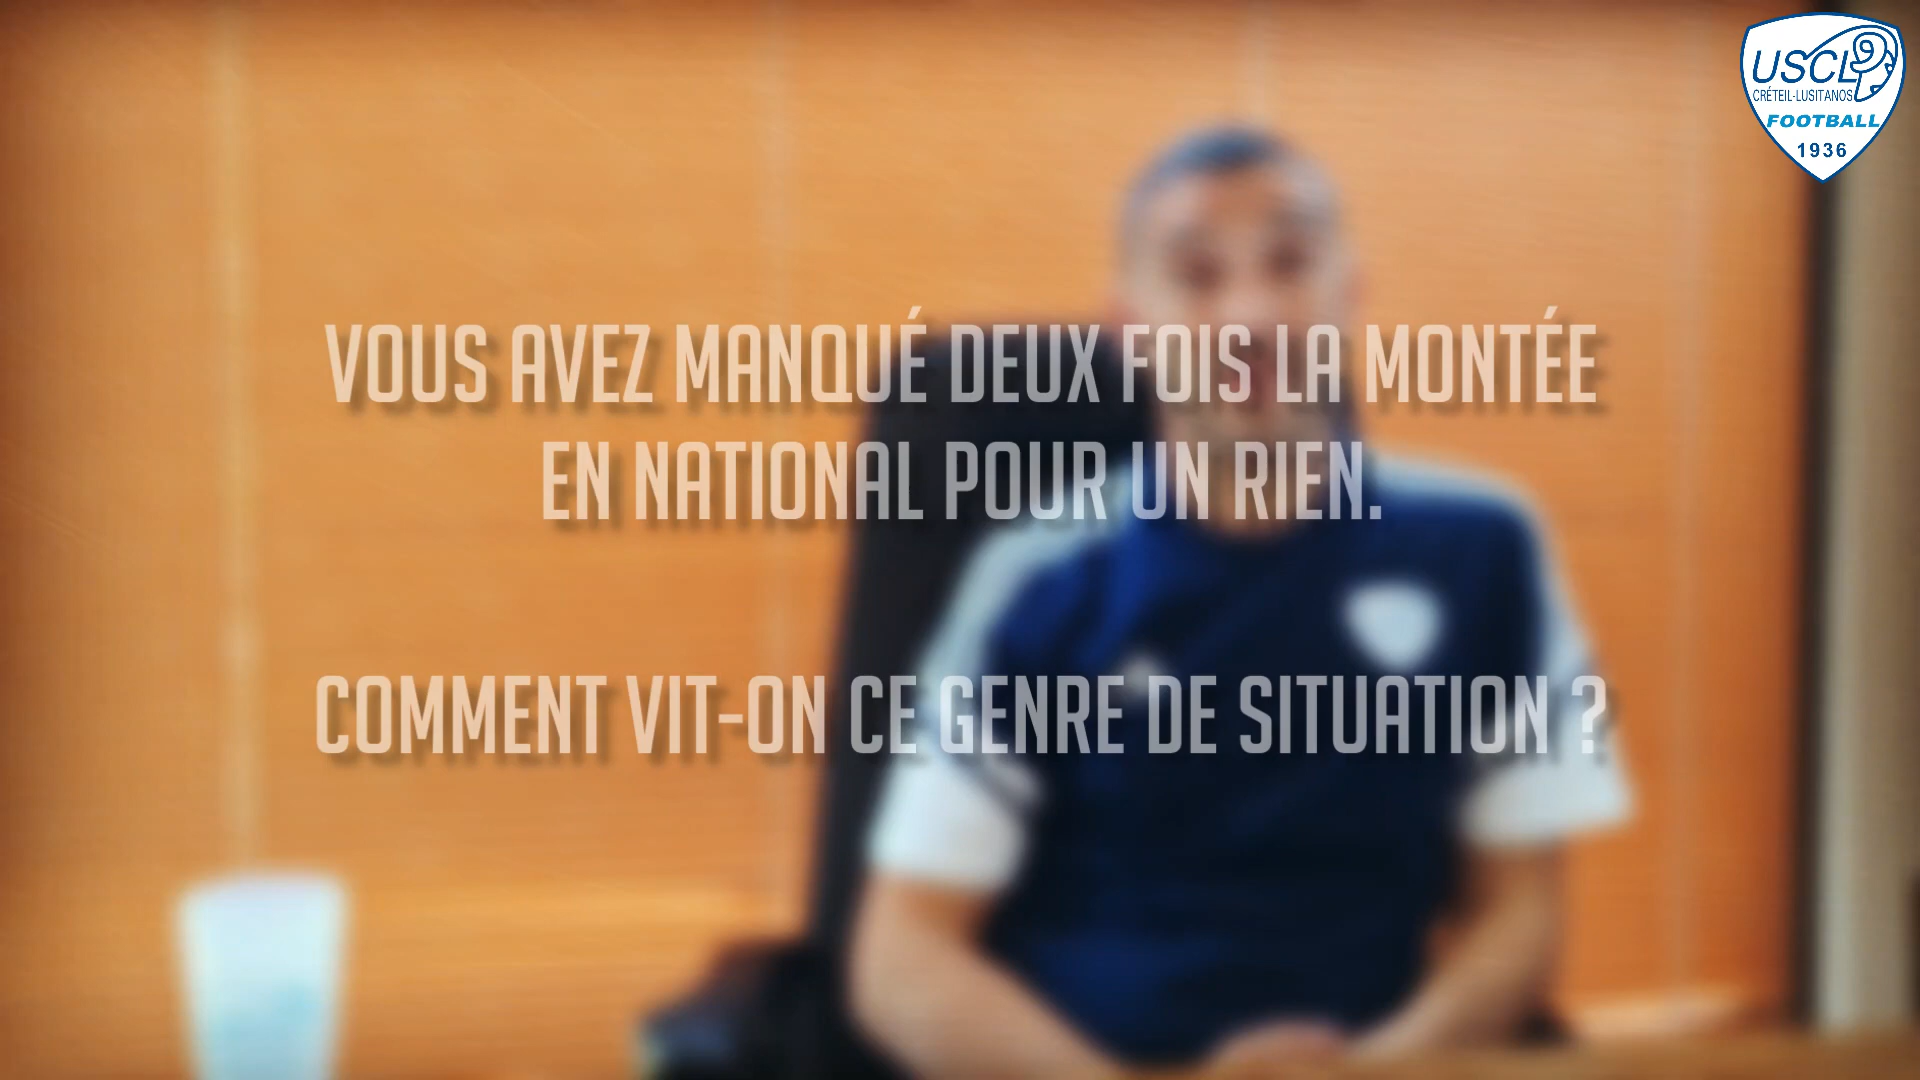 USCL
CRÉTEIL-LUSITANOS
FOOTBALL
1936
VOUS AVEZ MANQUÉ DEUX FOIS LA MONTÉE
EN NATIONAL POUR UN RIEN.
COMMENT VIT-ON CE GENRE DE SITUATION ?